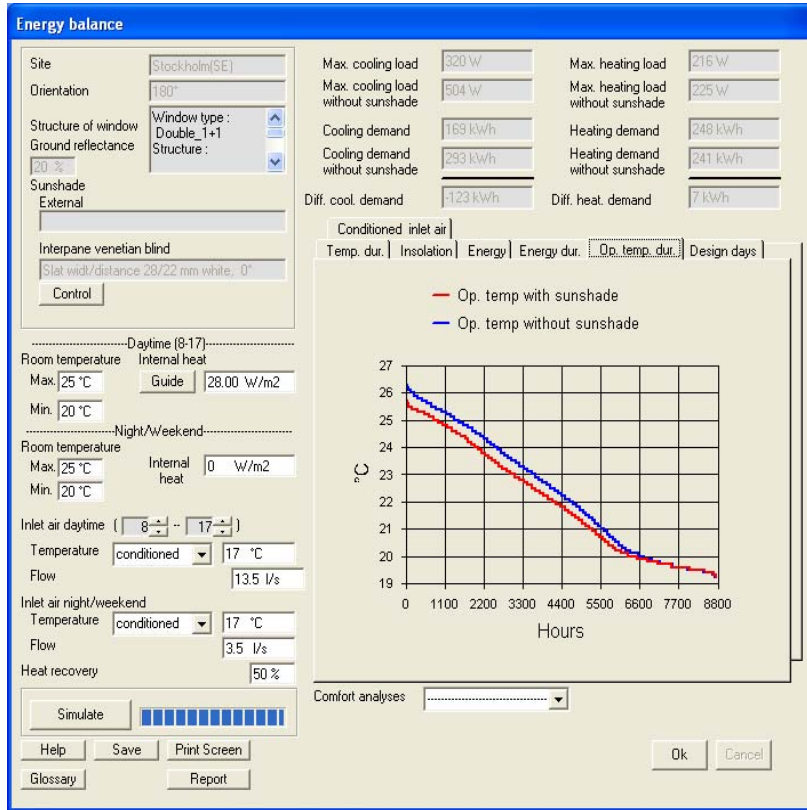 Energy balance
Site Stockholm(SE)
Orientation 180°
Structure of window Window type :
Double_1+1
Structure :
Ground reflectance
20 %
Sunshade
External
Interpane venetian blind
Slat widt/distance 28/22 mm white, 0°
Control
Max. cooling load 320 W Max. heating load 216 W
Max. cooling load without sunshade 504 W Max. heating load without sunshade 225 W
Cooling demand 169 kWh Heating demand 248 kWh
Cooling demand without sunshade 293 kWh Heating demand without sunshade 241 kWh
Diff. cool. demand -123 kWh Diff. heat. demand 7 kWh
Conditioned inlet air
Temp. dur. Insolation Energy Energy dur. Op. temp. dur. Design days
Op. temp with sunshade
Op. temp without sunshade
27
26
25
24
23
22
21
20
19
°C
0 1100 2200 3300 4400 5500 6600 7700 8800
Hours
Daytime (8-17)
Room temperature Internal heat
Max. 25 °C Guide 28.00 W/m2
Min. 20 °C
Night/Weekend
Room temperature
Max. 25 °C Internal heat 0 W/m2
Min. 20 °C
Inlet air daytime ( 8 -- 17 )
Temperature conditioned 17 °C
Flow 13.5 l/s
Inlet air night/weekend
Temperature conditioned 17 °C
Flow 3.5 l/s
Heat recovery 50 %
Comfort analyses
Simulate
Help Save Print Screen
Glossary Report
Ok Cancel